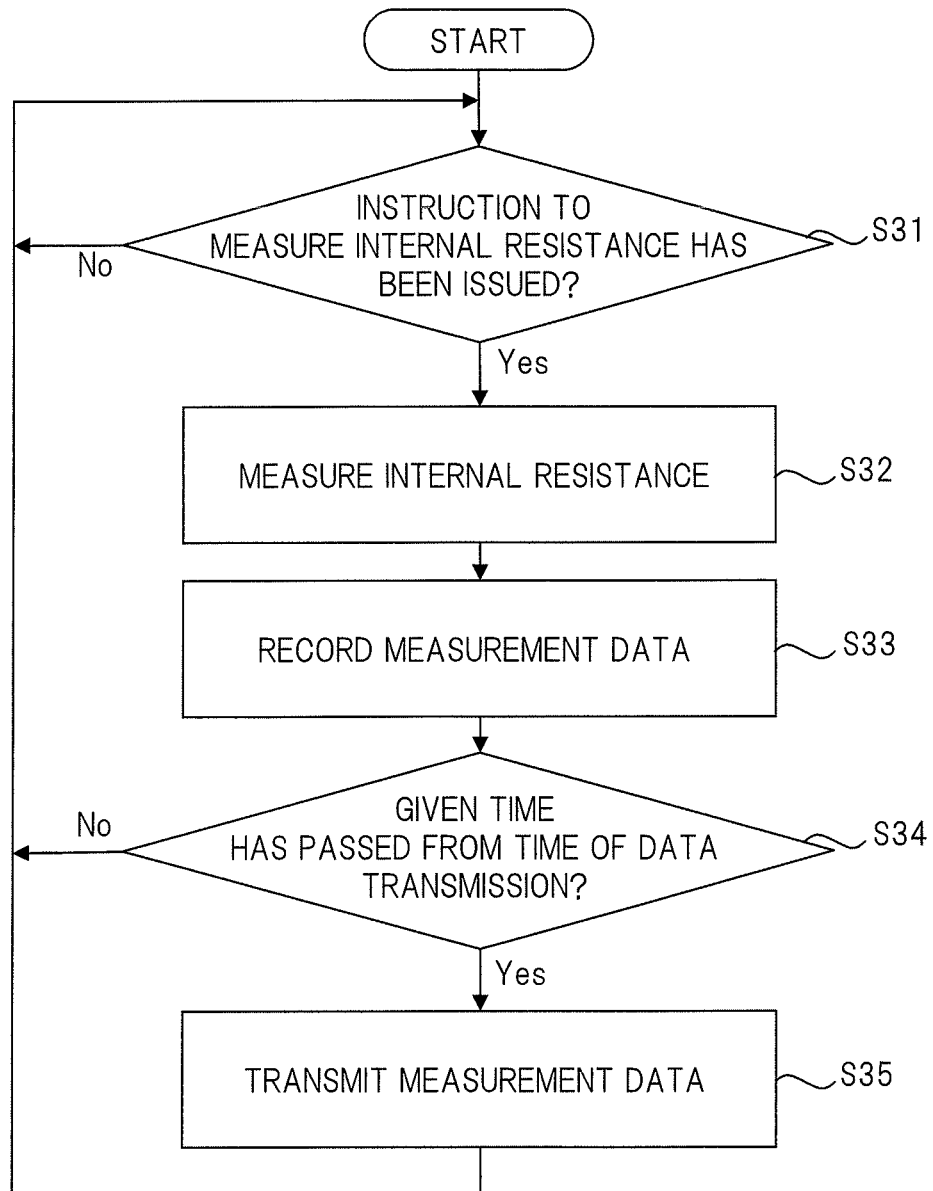 START
INSTRUCTION TO
MEASURE INTERNAL RESISTANCE HAS
BEEN ISSUED?
S31
No
Yes
MEASURE INTERNAL RESISTANCE
S32
RECORD MEASUREMENT DATA
S33
GIVEN TIME
HAS PASSED FROM TIME OF DATA
TRANSMISSION?
S34
No
Yes
TRANSMIT MEASUREMENT DATA
S35